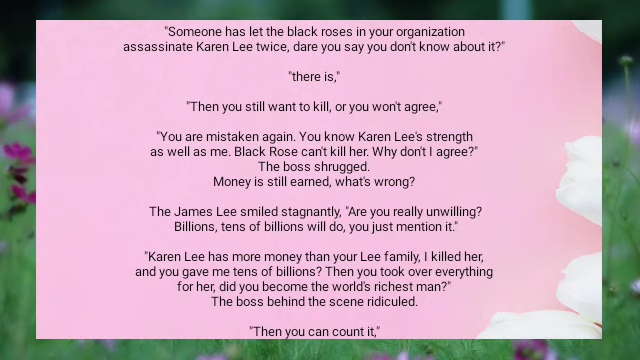 "Someone has let the black roses in your organization
assassinate Karen Lee twice, dare you say you don't know about it?"
"there is,"
"Then you still want to kill, or you won't agree,"
"You are mistaken again. You know Karen Lee's strength
as well as me. Black Rose can't kill her. Why don't I agree?"
The boss shrugged.
Money is still earned, what's wrong?
The James Lee smiled stagnantly, "Are you really unwilling?
Billions, tens of billions will do, you just mention it."
"Karen Lee has more money than your Lee family, I killed her,
and you gave me tens of billions? Then you took over everything
for her, did you become the world's richest man?"
The boss behind the scene ridiculed.
"Then you can count it,"